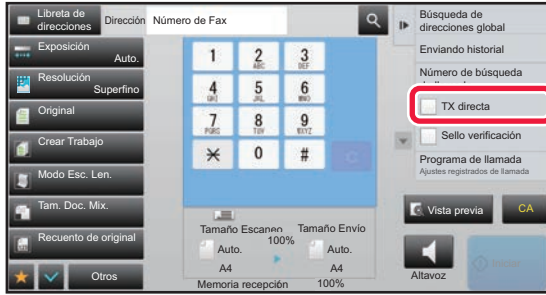 Libreta de
direcciones
Dirección
Número de Fax
Búsqueda de
direcciones global
Exposición
Auto.
Enviando historial
Resolución
Superfino
Número de búsqueda
Original
TX directa
Crear Trabajo
Sello verificación
Modo Esc. Len.
Programa de llamada
Ajustes registrados de llamada
Tam. Doc. Mix.
Recuento de original
Otros
1
2
ABC
3
DEF
4
GHI
5
JKL
6
MNO
7
PQRS
8
TUV
9
WXYZ
0
#
C
Tamaño Escaneo
Tamaño Envío
100%
Auto.
Auto.
A4
A4
Memoria recepción
100%
Vista previa
CA
Altavoz